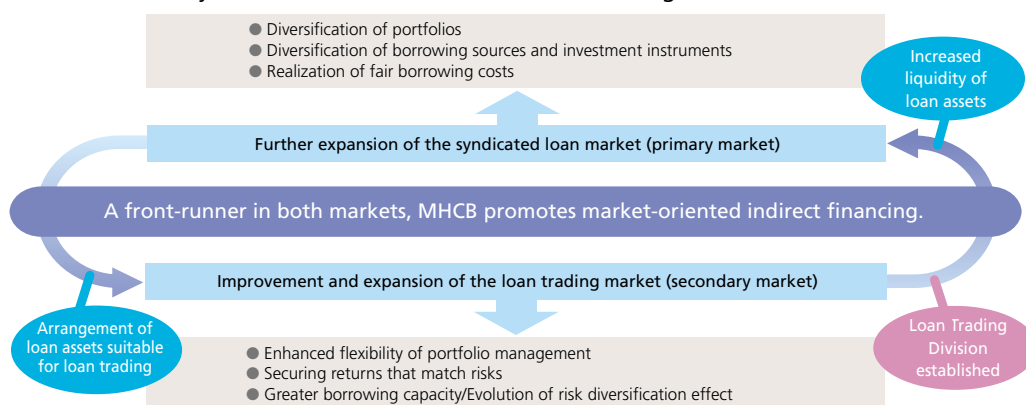 ● Diversification of portfolios
● Diversification of borrowing sources and investment instruments
● Realization of fair borrowing costs
Increased
liquidity of
loan assets
Further expansion of the syndicated loan market (primary market)
A front-runner in both markets, MHCB promotes market-oriented indirect financing.
Improvement and expansion of the loan trading market (secondary market)
Arrangement of
loan assets suitable
for loan trading
Loan Trading
Division
established
● Enhanced flexibility of portfolio management
● Securing returns that match risks
● Greater borrowing capacity/Evolution of risk diversification effect